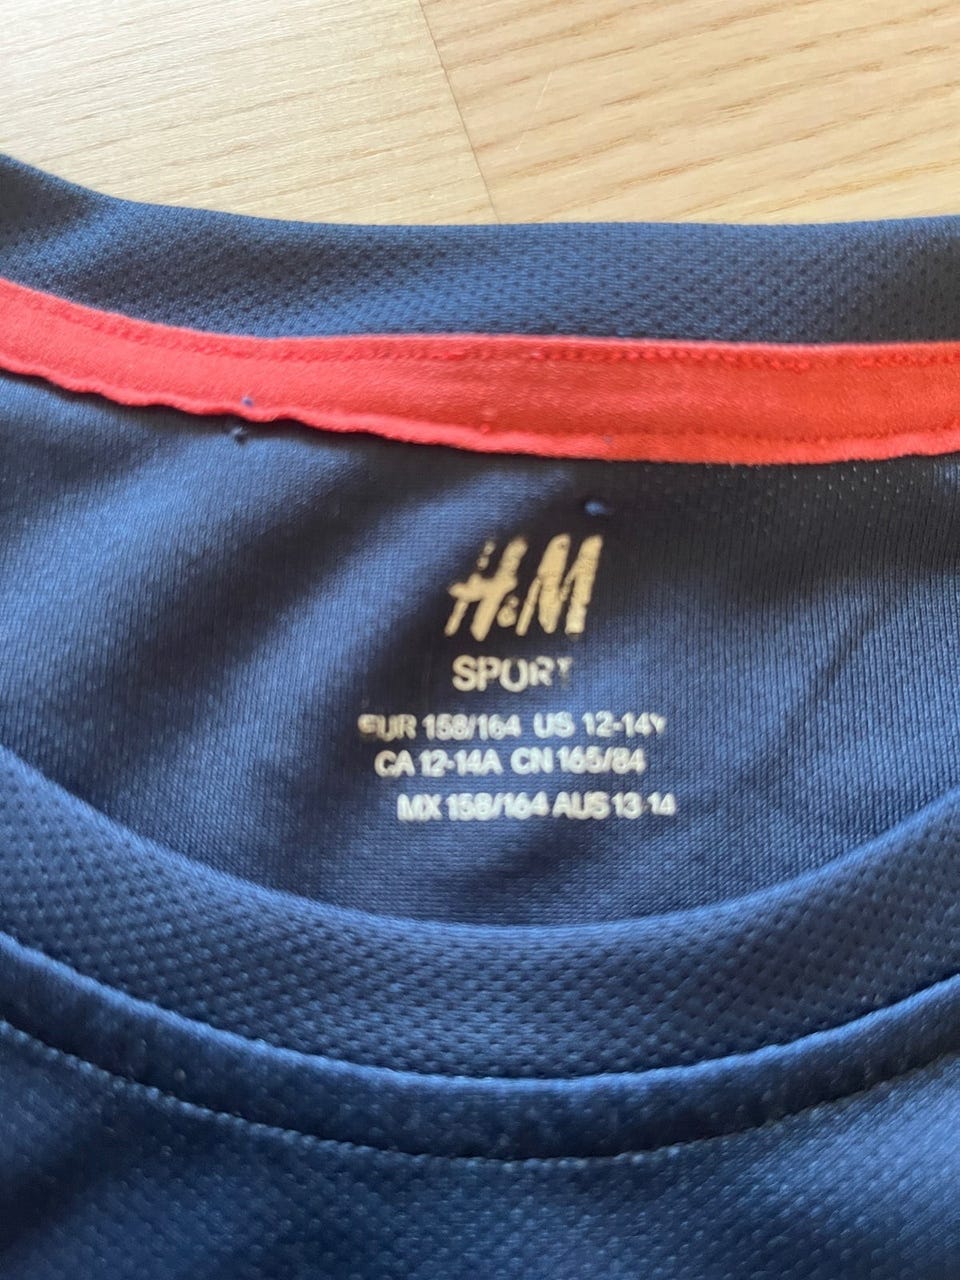 H&M
SPORT
EUR 158/164 US 12-14Y
CA 12-14A CN 165/84
MX 158/164 AUS 13-14